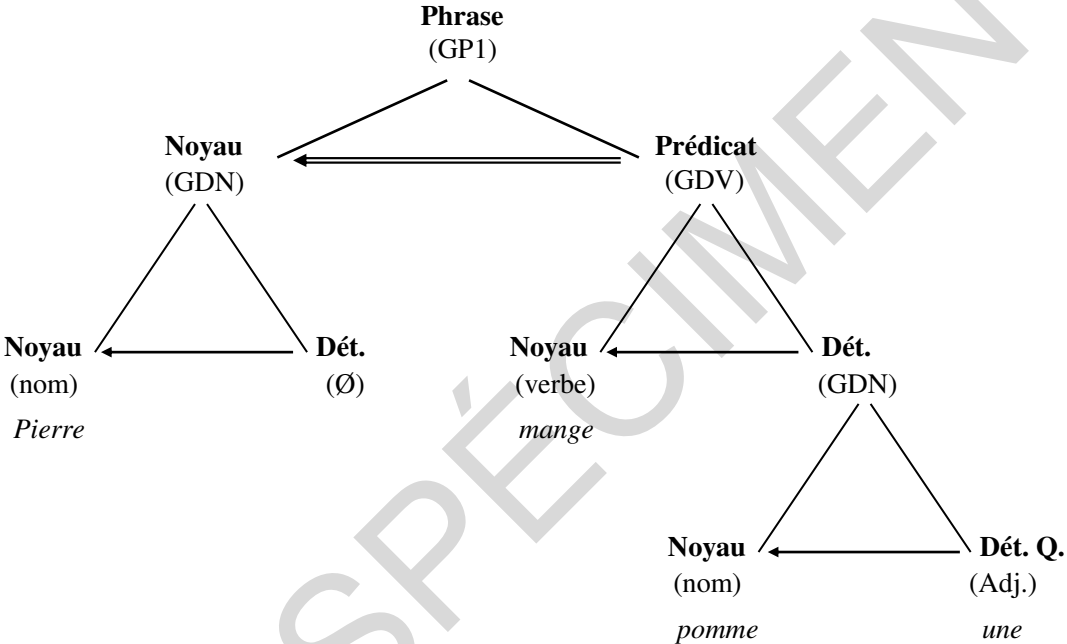 Phrase
(GP1)
Noyau Prédicat
(GDN) (GDV)
Noyau Dét. Noyau Dét.
(nom) (Ø) (verbe) (GDN)
Pierre mange
Noyau Dét. Q.
(nom) (Adj.)
pomme une
SPÉCIMEN